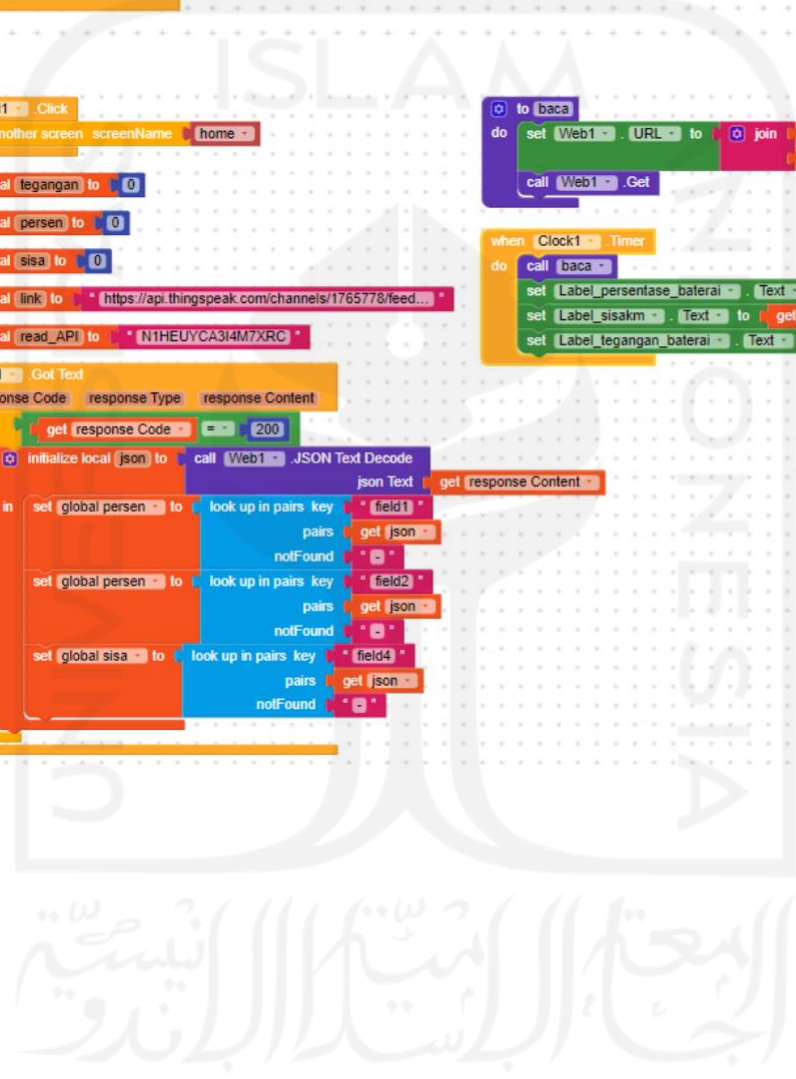 .Click
nother screen screenName home
al tegangan to 0
al persen to 0
al sisa to 0
al link to " https://api.thingspeak.com/channels/1765778/feed... "
al read_API to " N1HEUYCA3I4M7XRC "
.Got Text
onse Code response Type response Content
get response Code = 200
initialize local json to call Web1 .JSON Text Decode
json Text get response Content
in set global persen to look up in pairs key " field1 "
pairs get json
notFound " - "
set global persen to look up in pairs key " field2 "
pairs get json
notFound " - "
set global sisa to look up in pairs key " field4 "
pairs get json
notFound " - "
to baca
do set Web1 . URL to join
call Web1 .Get
when Clock1 .Timer
do call baca
set Label_persentase_baterai . Text
set Label_sisakm . Text to get
set Label_tegangan_baterai . Text
ISLAM
UNIVERSITAS
INDONESIA